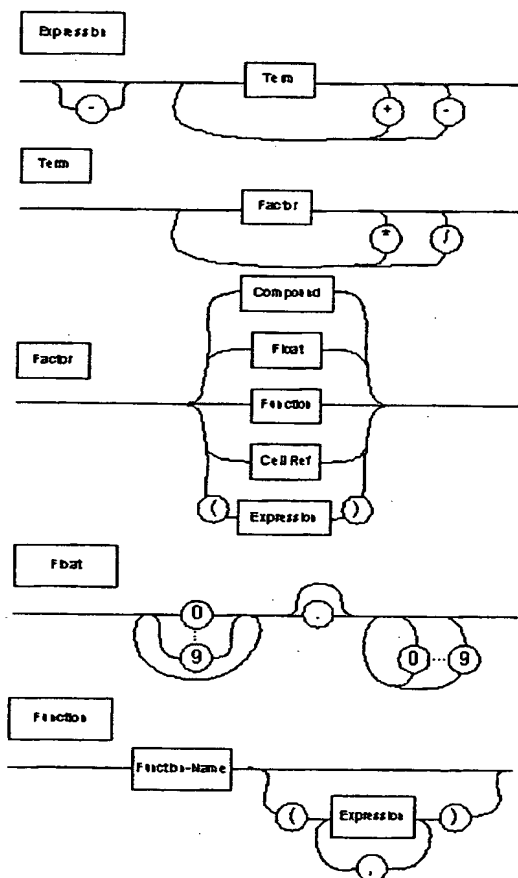 Expression
Term
-
+ -
Term
Factor
* /
Compound
Factor
Float
Function
Cell Ref
( Expression )
Float
0
.
9
0 ... 9
Function
Function-Name
( Expression )
,